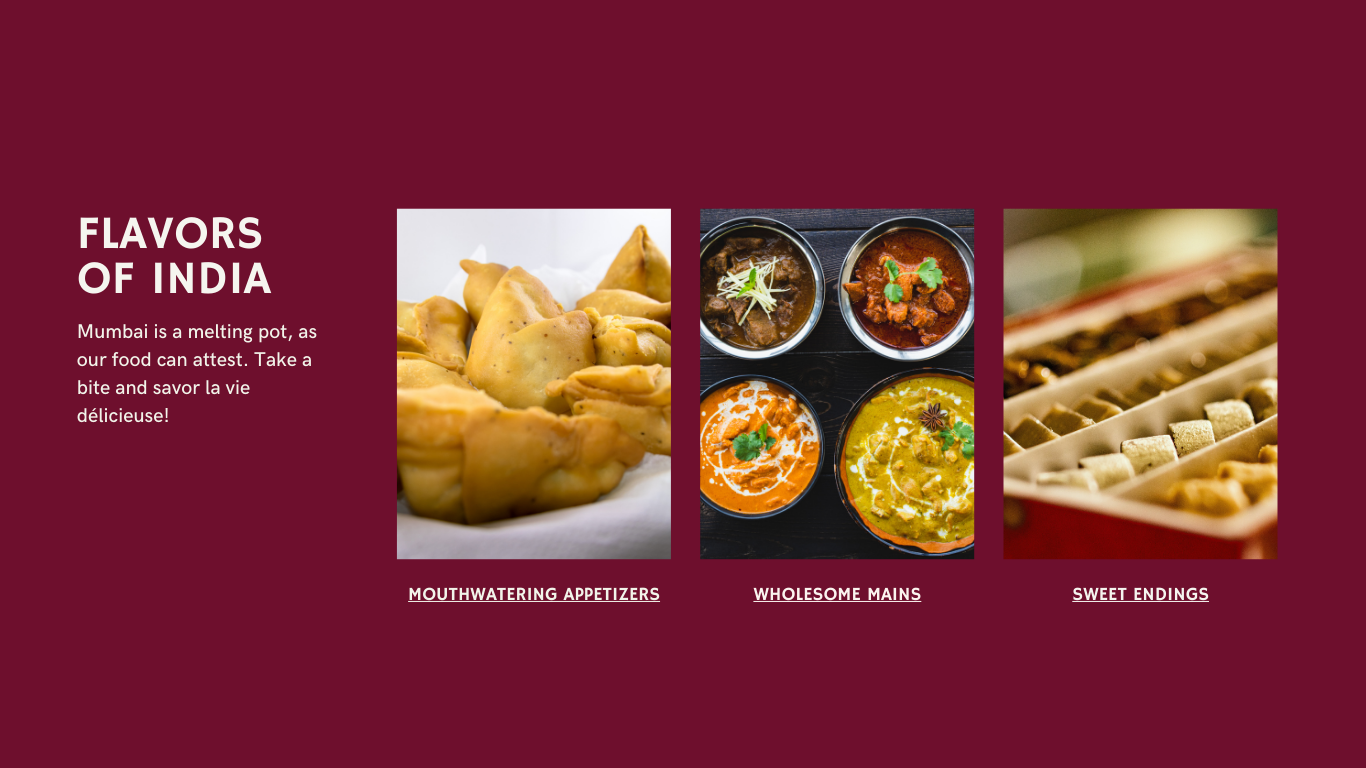 FLAVORS
OF INDIA
Mumbai is a melting pot, as
our food can attest. Take a
bite and savor la vie
délicieuse!
MOUTHWATERING APPETIZERS
WHOLESOME MAINS
SWEET ENDINGS